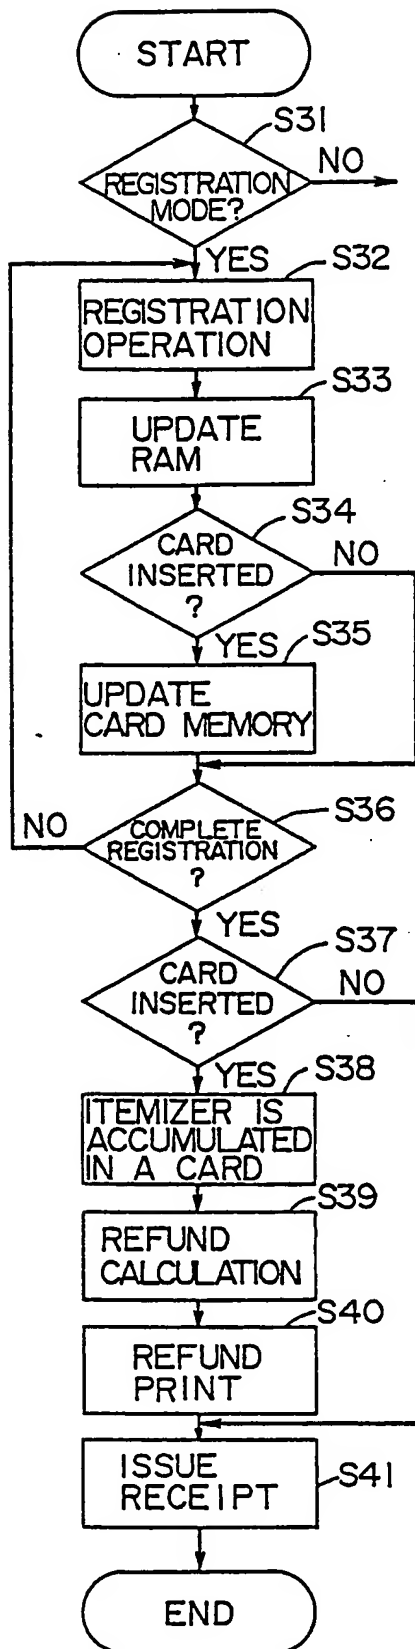 START
S31
NO
REGISTRATION
MODE?
YES
S32
REGISTRATION
OPERATION
S33
UPDATE
RAM
S34
CARD
INSERTED
?
NO
YES
S35
UPDATE
CARD MEMORY
S36
NO
COMPLETE
REGISTRATION
?
YES
S37
CARD
INSERTED
?
NO
YES
S38
ITEMIZER IS
ACCUMULATED
IN A CARD
S39
REFUND
CALCULATION
S40
REFUND
PRINT
ISSUE
RECEIPT
S41
END